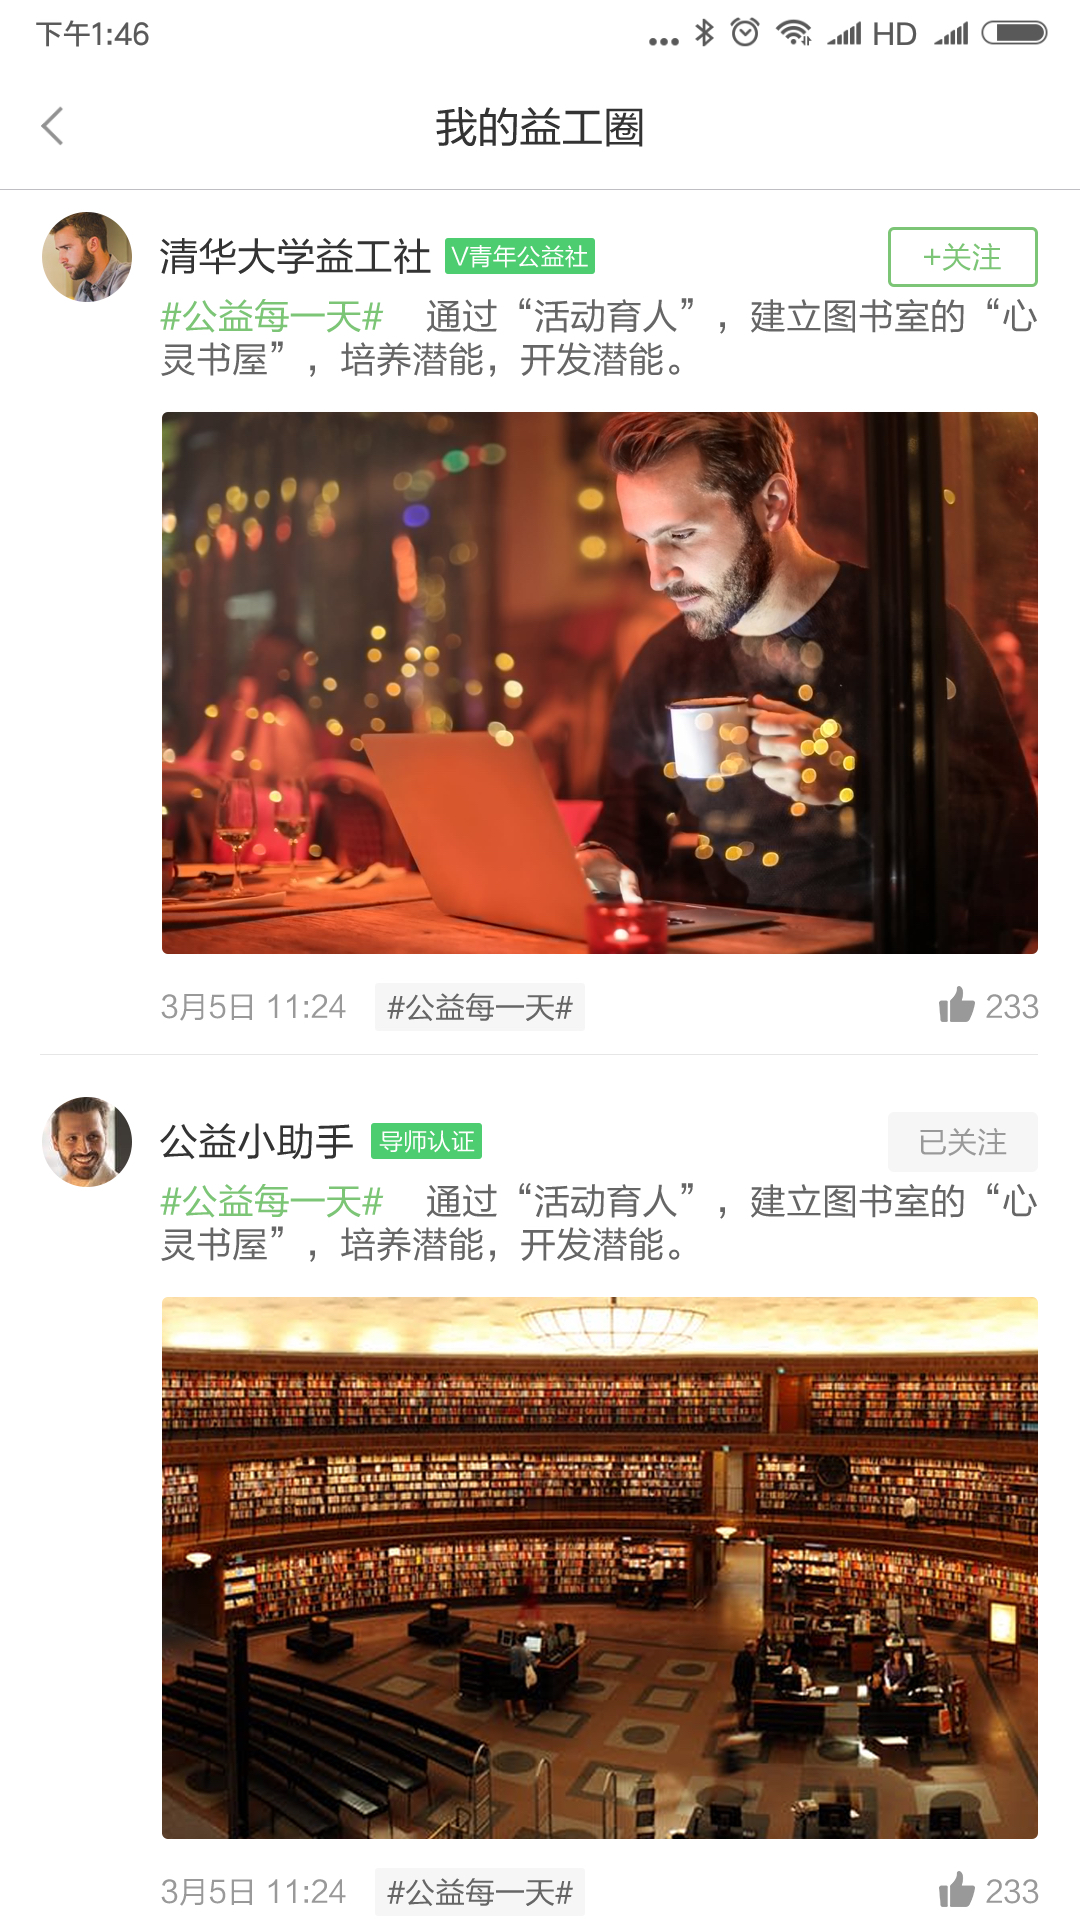 下午1:46
HD
我的益工圈
清华大学益工社 V青年公益社 +关注
#公益每一天# 通过“活动育人”，建立图书室的“心
灵书屋”，培养潜能，开发潜能。
3月5日 11:24 #公益每一天# 233
公益小助手 导师认证 已关注
#公益每一天# 通过“活动育人”，建立图书室的“心
灵书屋”，培养潜能，开发潜能。
3月5日 11:24 #公益每一天# 233